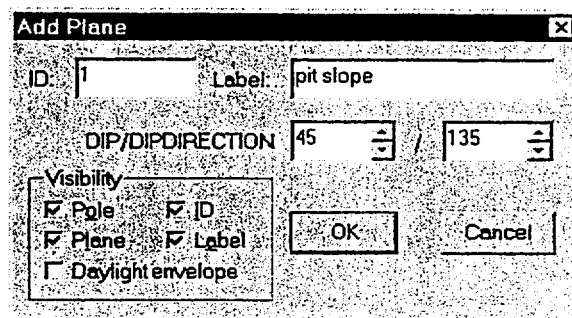 Add Plane
ID: 1 Label: pit slope
DIP/DIPDIRECTION 45 / 135
Visibility
Pole ID
Plane Label
Daylight envelope
OK Cancel